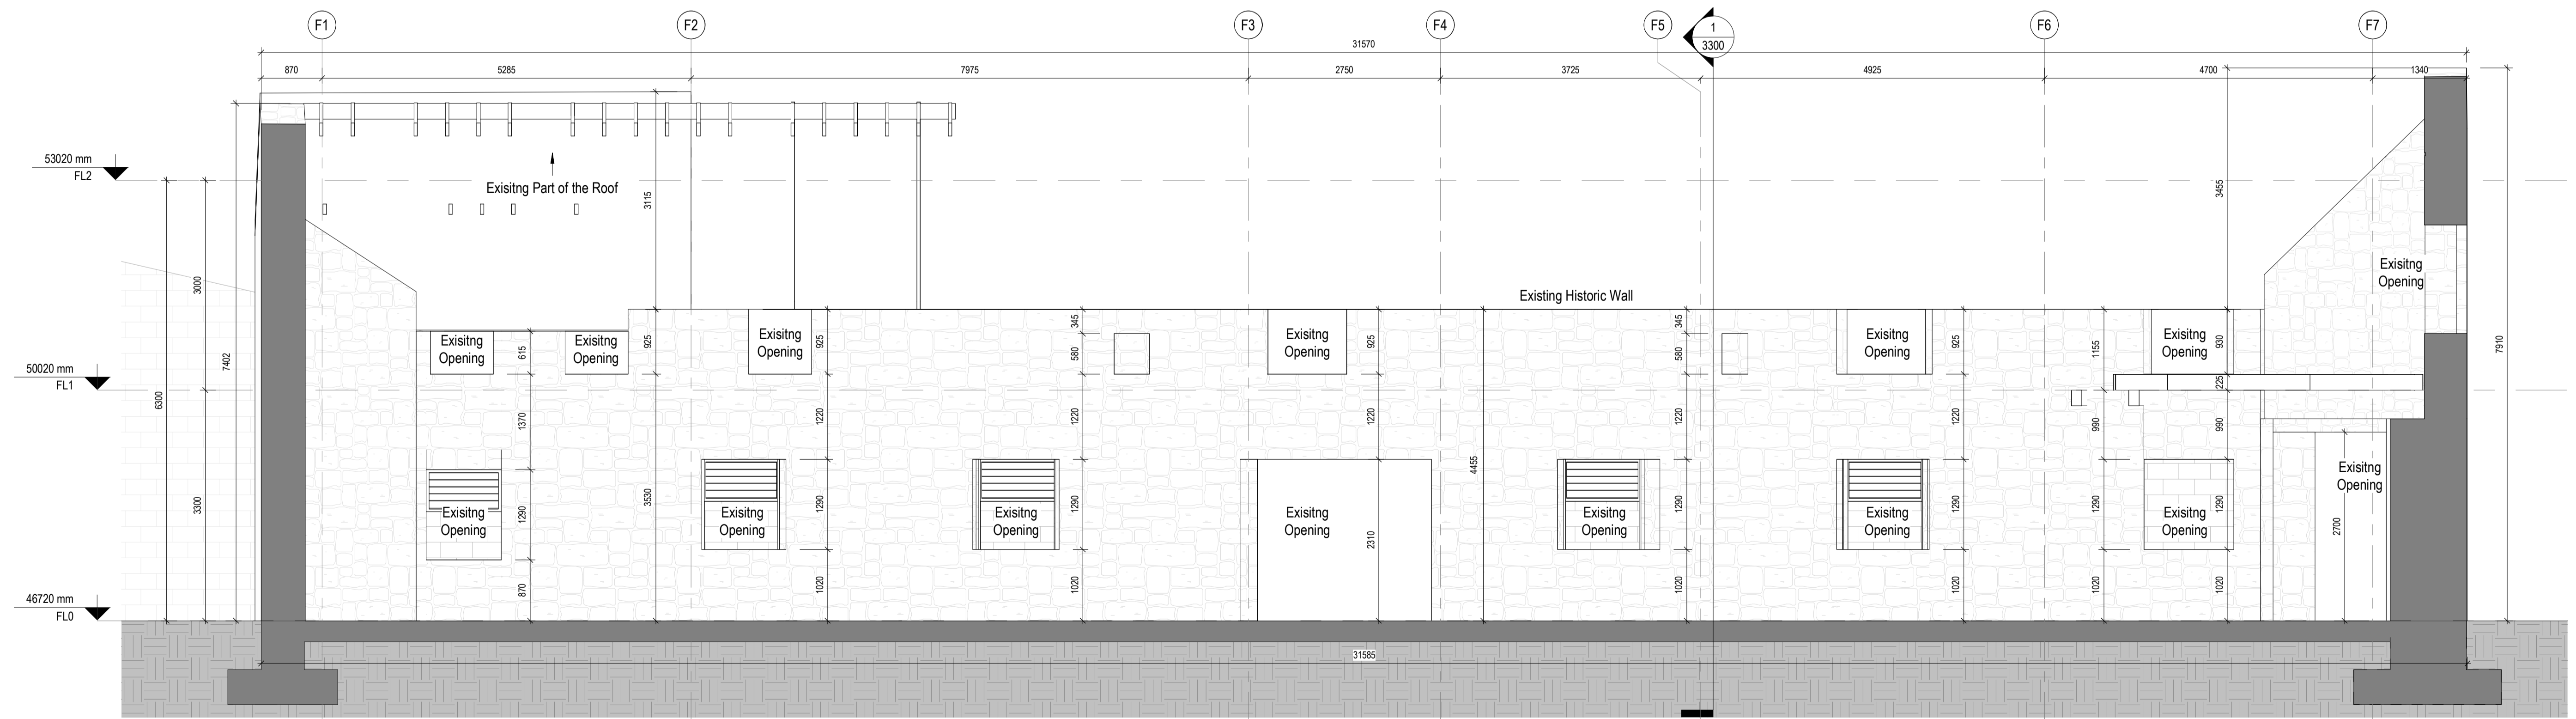 F1
F2
F3
F4
F5
1
3300
F6
F7
31570
870
5285
7975
2750
3725
4925
4700
1340
53020 mm
FL2
Exisitng Part of the Roof
3115
3455
3000
7402
6300
7910
Existing Historic Wall
Exisitng
Opening
50020 mm
FL1
Exisitng
Opening
615
Exisitng
Opening
925
Exisitng
Opening
925
345
580
Exisitng
Opening
925
345
580
Exisitng
Opening
925
1155
Exisitng
Opening
930
225
1370
1220
1220
1220
1220
1220
990
990
3300
3530
4455
Exisitng
Opening
1290
Exisitng
Opening
1290
Exisitng
Opening
1290
Exisitng
Opening
2310
Exisitng
Opening
1290
Exisitng
Opening
1290
1290
Exisitng
Opening
1290
Exisitng
Opening
2700
46720 mm
FL0
870
1020
1020
1020
1020
1020
1020
31585